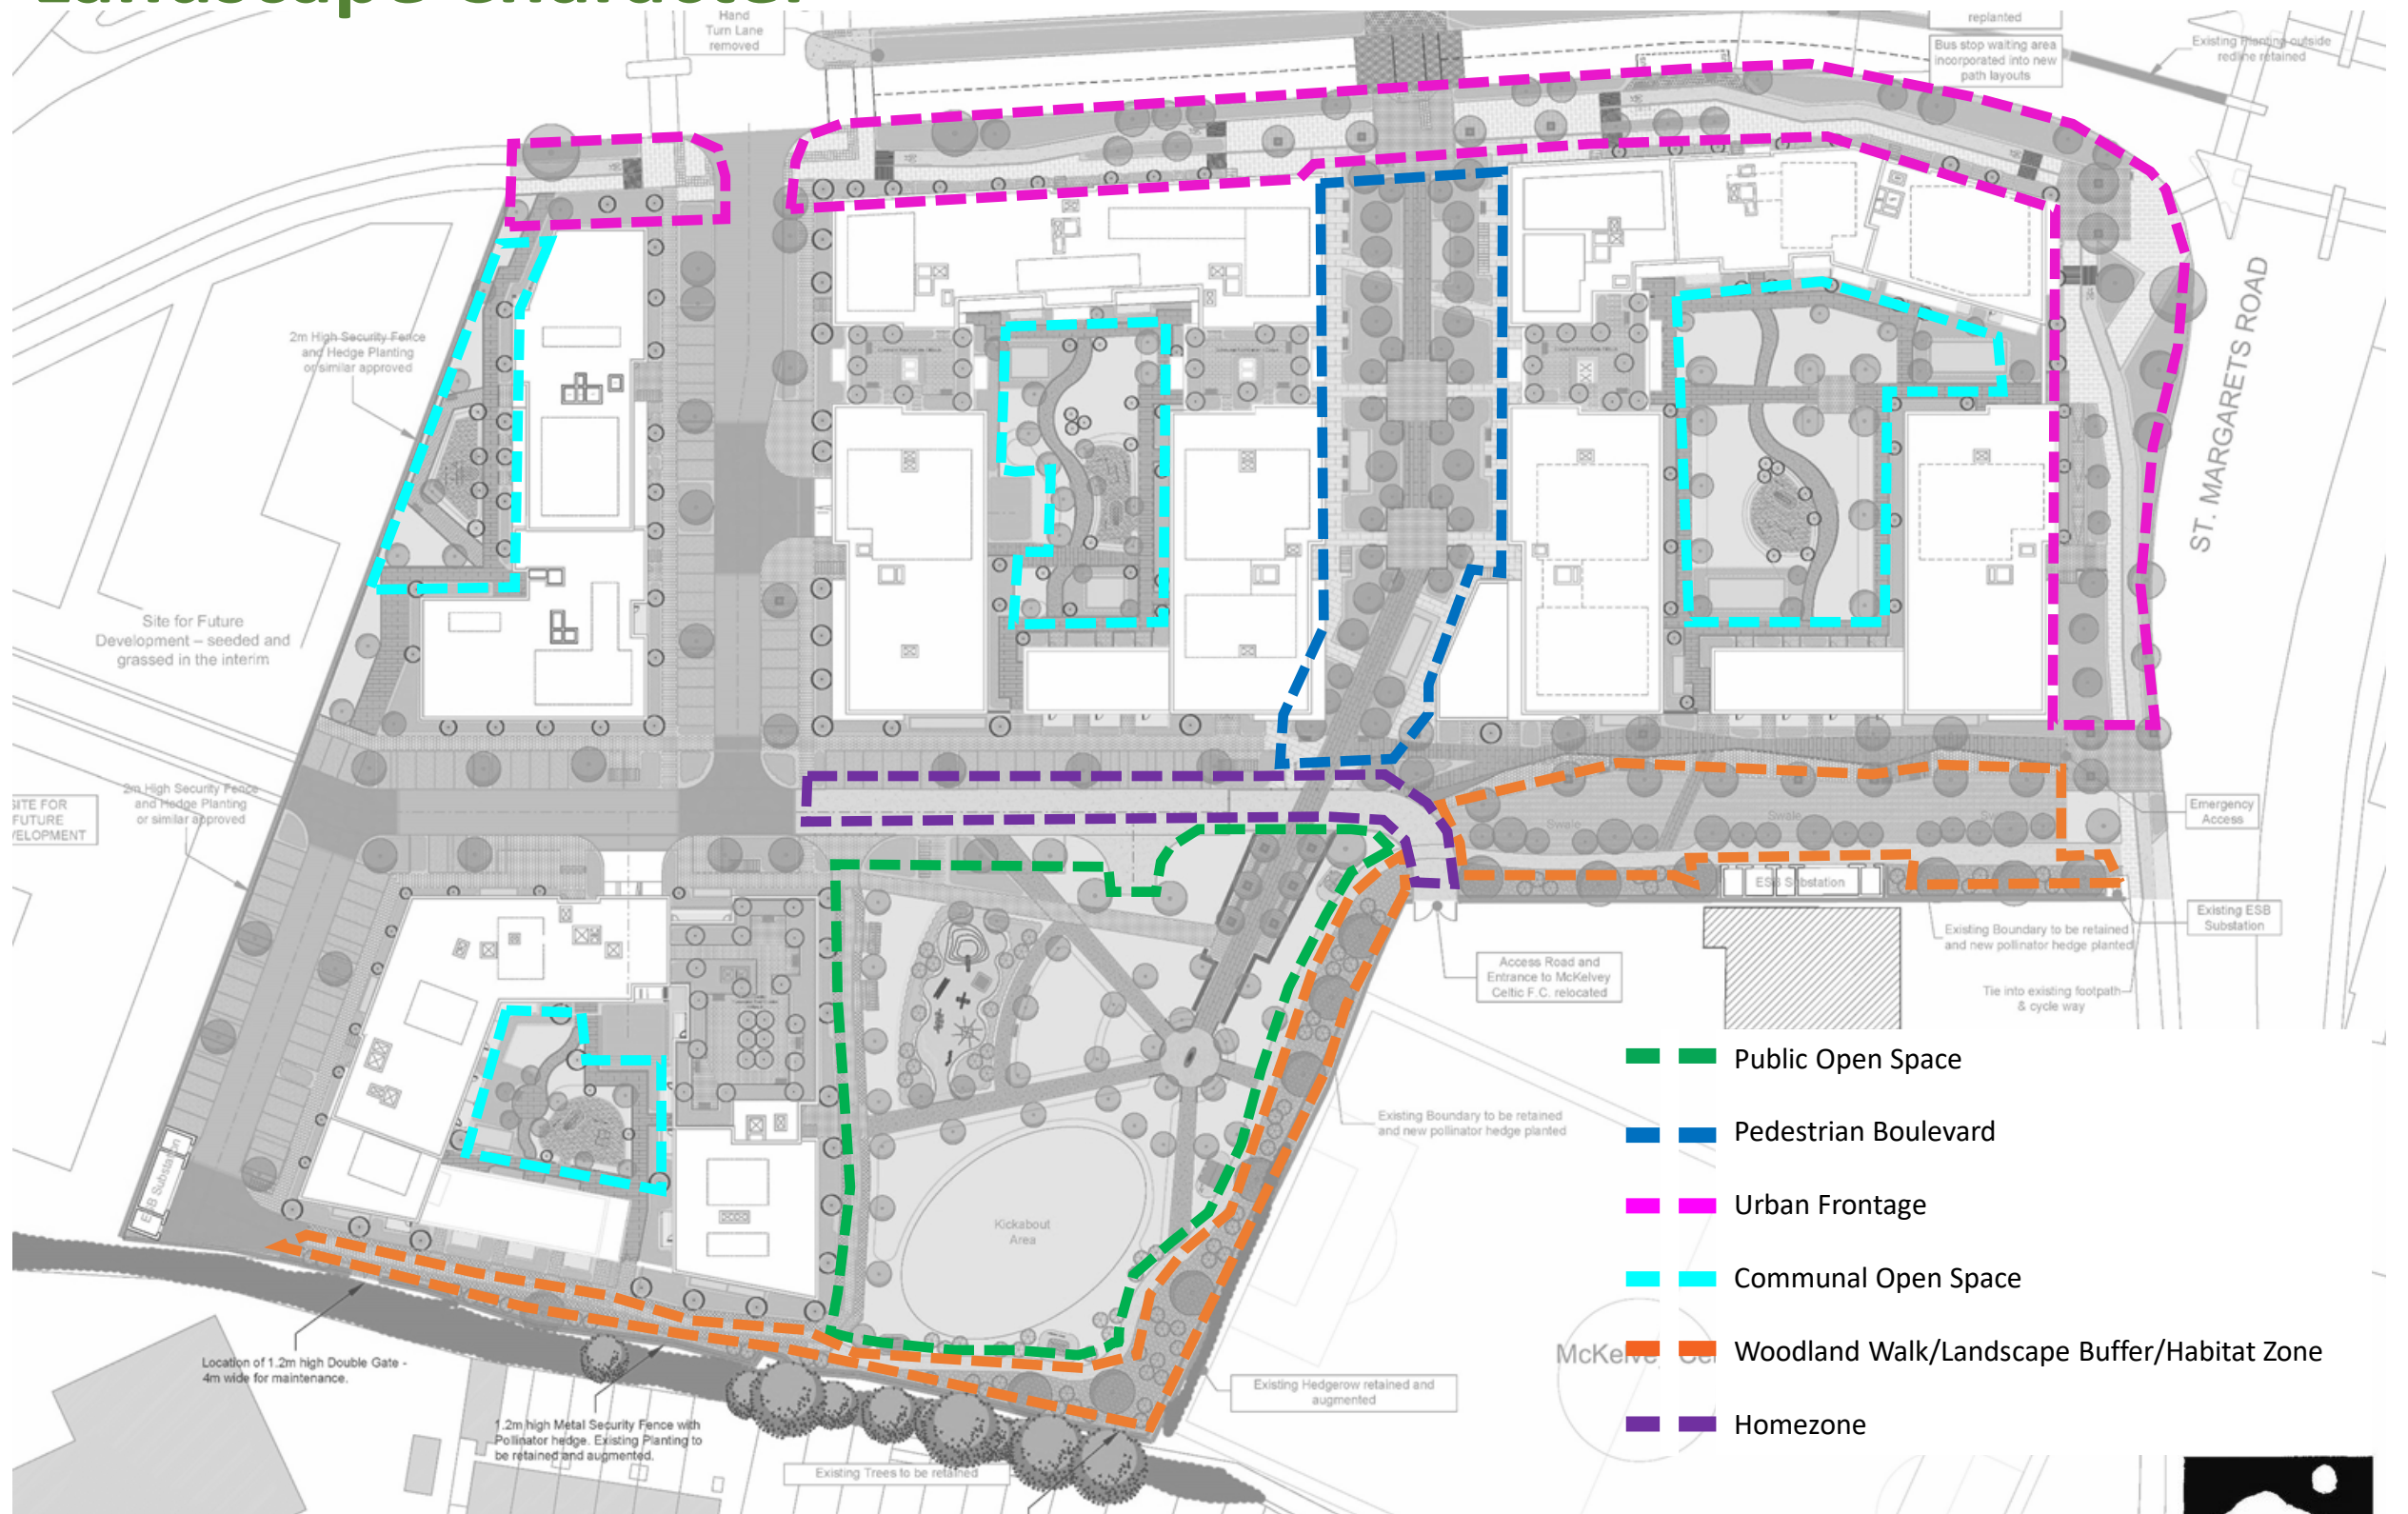 Landscape Character
Hand
Turn Lane
removed
replanted
Bus stop waiting area
incorporated into new
path layouts
Existing Planting outside
redline retained
ST. MARGARETS ROAD
2m High Security Fence
and Hedge Planting
or similar approved
Site for Future
Development – seeded and
grassed in the interim
2m High Security Fence
and Hedge Planting
or similar approved
SITE FOR
FUTURE
VELOPMENT
Swale
Swale
Emergency
Access
ESB Substation
Existing ESB
Substation
Existing Boundary to be retained
and new pollinator hedge planted
Access Road and
Entrance to McKelvey
Celtic F.C. relocated
Tie into existing footpath
& cycle way
Public Open Space
Existing Boundary to be retained
and new pollinator hedge planted
Pedestrian Boulevard
ESB Substation
Urban Frontage
Kickabout
Area
Communal Open Space
Woodland Walk/Landscape Buffer/Habitat Zone
McKelvey Cel
Location of 1.2m high Double Gate -
4m wide for maintenance.
Existing Hedgerow retained and
augmented
Homezone
1.2m high Metal Security Fence with
Pollinator hedge. Existing Planting to
be retained and augmented.
Existing Trees to be retained